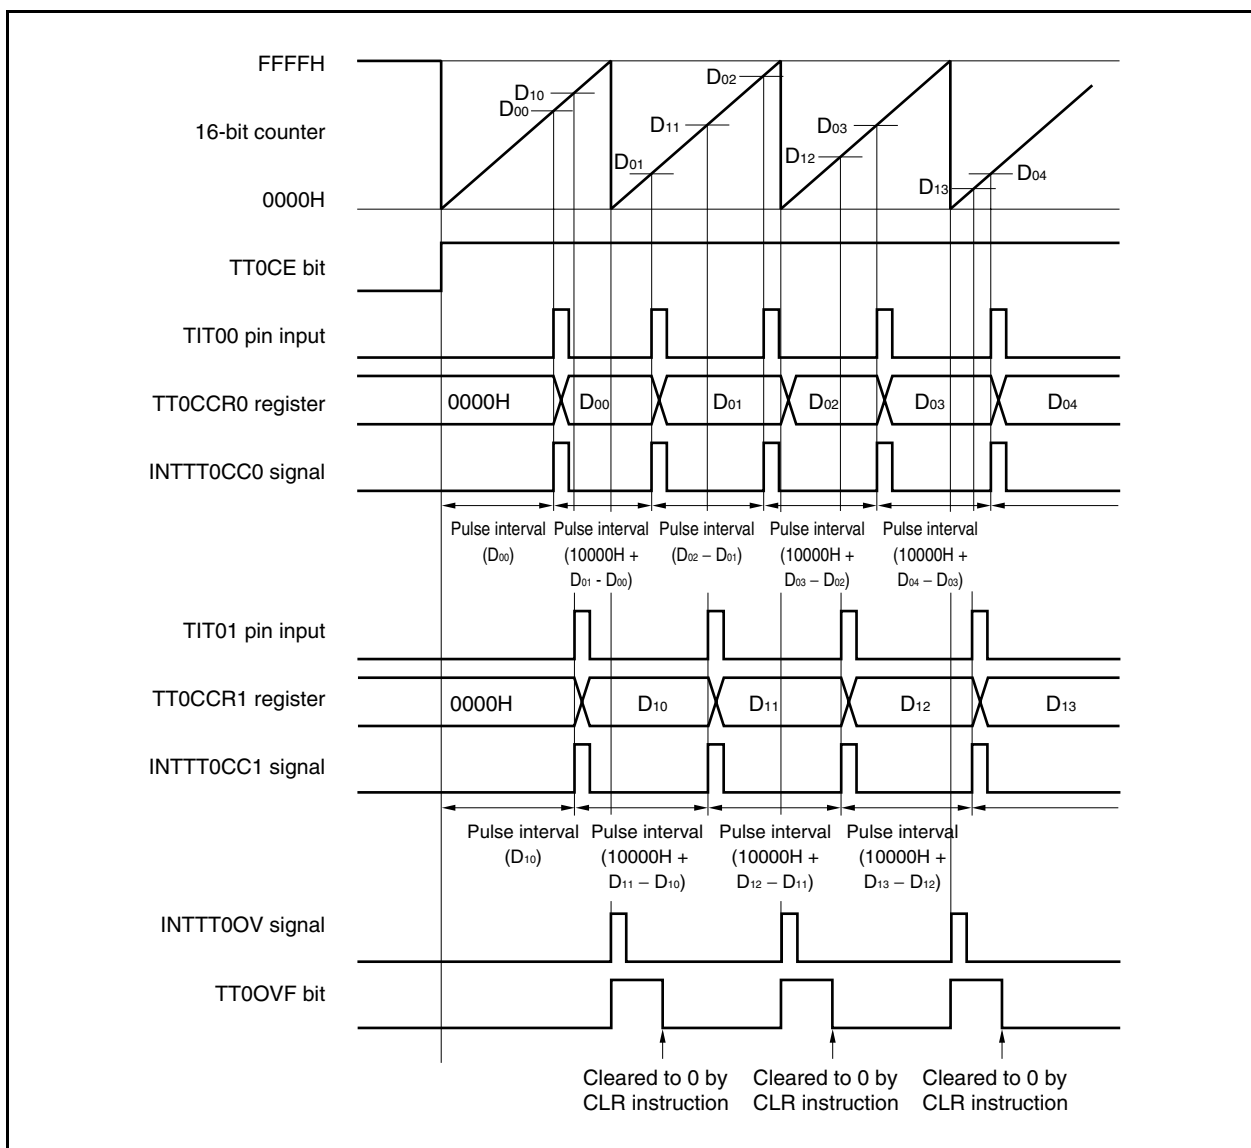 FFFFH
16-bit counter
0000H
D10
D00
D01
D11
D02
D12
D03
D13
D04
TT0CE bit
TIT00 pin input
TT0CCR0 register
0000H
D00
D01
D02
D03
D04
INTTT0CC0 signal
Pulse interval
(D00)
Pulse interval
(10000H +
D01 - D00)
Pulse interval
(D02 – D01)
Pulse interval
(10000H +
D03 – D02)
Pulse interval
(10000H +
D04 – D03)
TIT01 pin input
TT0CCR1 register
0000H
D10
D11
D12
D13
INTTT0CC1 signal
Pulse interval
(D10)
Pulse interval
(10000H +
D11 – D10)
Pulse interval
(10000H +
D12 – D11)
Pulse interval
(10000H +
D13 – D12)
INTTT0OV signal
TT0OVF bit
Cleared to 0 by
CLR instruction
Cleared to 0 by
CLR instruction
Cleared to 0 by
CLR instruction